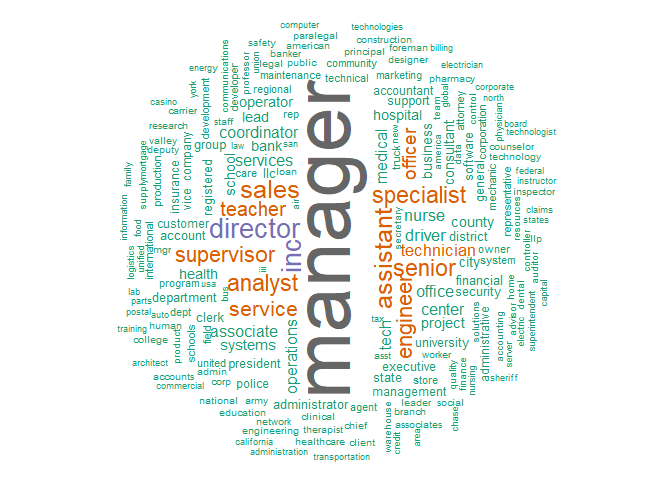 computer
technologies
paralegal
construction
safety
american
principal
foreman
billing
banker
designer
electrician
legal
public
community
union
professor
communications
energy
developer
maintenance
technical
marketing
pharmacy
york
regional
accountant
corporate
casino
development
operator
support
team
global
attorney
control
north
carrier
staff
lead
rep
hospital
physician
board
research
coordinator
technologist
valley
group
law
bank
san
deputy
manager
medical
truck
new
officer
business
america
consultant
data
software
general
corporation
counselor
technology
family
supply
mortgage
production
insurance
vice
company
registered
school
services
care
llc
loan
air
sales
specialist
mechanic
representative
federal
instructor
inspector
information
food
customer
teacher
assistant
secretary
nurse
county
resources
claims
states
account
director
inc
driver
district
llp
logistics
unified
international
mgr
supervisor
technician
owner
controller
health
iii
senior
city
system
auditor
lab
program
usa
analyst
engineer
financial
home
capital
parts
department
bus
office
security
dental
postal
auto
dept
service
center
solutions
advisor
superintendent
training
human
clerk
tax
tech
project
accounting
electric
college
product
schools
field
associate
operations
university
administrative
systems
asst
worker
server
architect
united
president
executive
quality
finance
nursing
accounts
admin
state
store
asheriff
commercial
corp
police
management
national
army
administrator
agent
leader
social
education
clinical
branch
chase
network
chief
warehouse
associates
engineering
therapist
credit
area
california
healthcare
client
administration
transportation